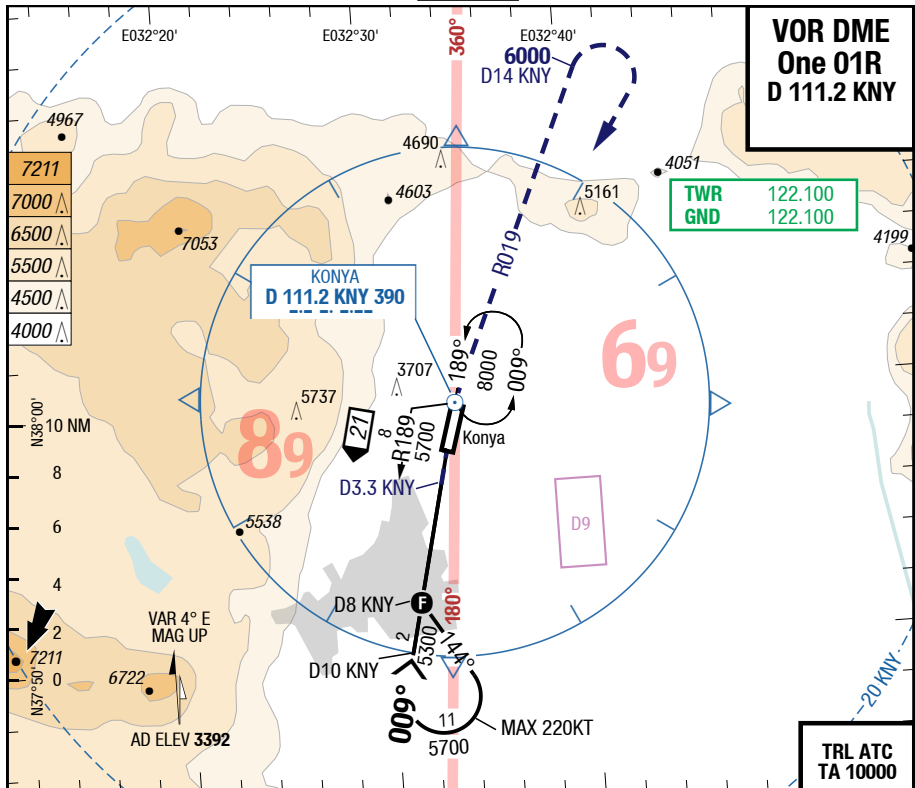 E032°20'
E032°30'
E032°40'
360°
6000
D14 KNY
VOR DME
One 01R
D 111.2 KNY
4967
4690
4051
7211
7000
6500
5500
4500
4000
4603
5161
TWR 122.100
GND 122.100
7053
4199
R019
KONYA
D 111.2 KNY 390
69
189°
8000
009°
3707
5737
21
8
R189
5700
Konya
N38°00'
10 NM
89
D3.3 KNY
8
5538
D9
6
4
D8 KNY
F
180°
VAR 4° E
MAG UP
2
2
5300
144°
D10 KNY
7211
6722
0
N37°50'
009°
11
5700
MAX 220KT
20 KNY
AD ELEV 3392
TRL ATC
TA 10000